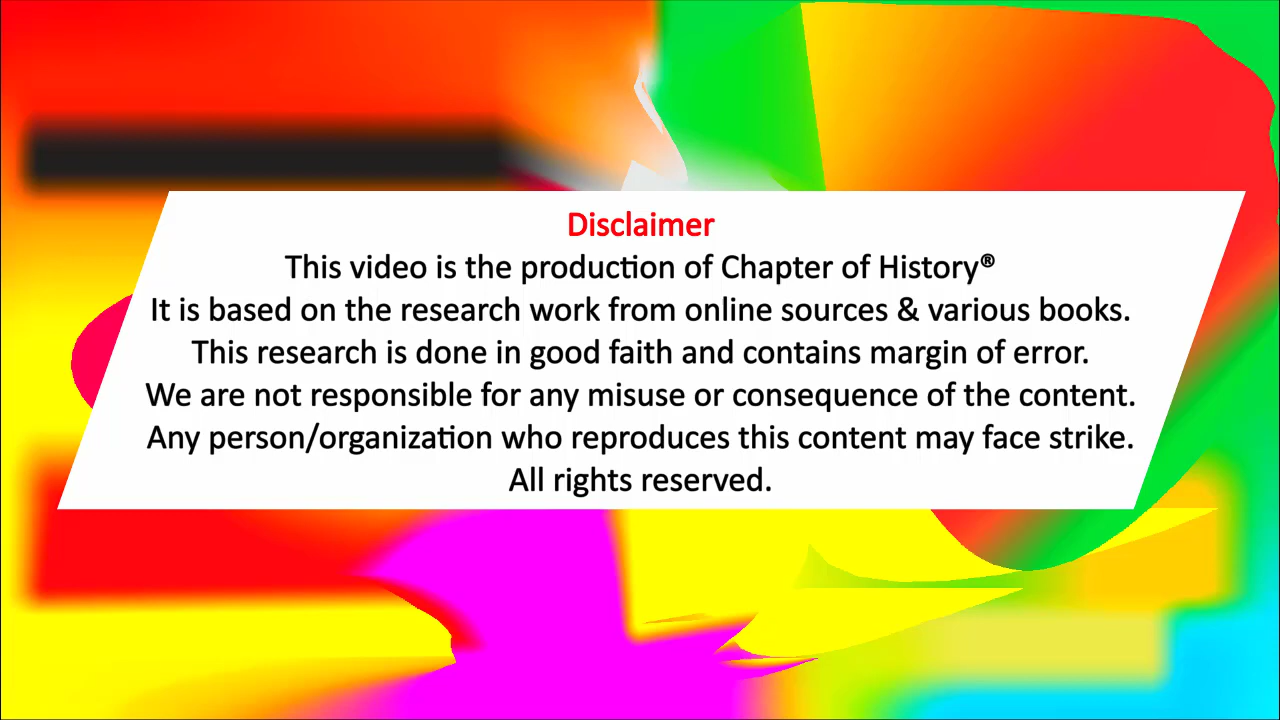 Disclaimer
This video is the production of Chapter of History®
It is based on the research work from online sources & various books.
This research is done in good faith and contains margin of error.
We are not responsible for any misuse or consequence of the content.
Any person/organization who reproduces this content may face strike.
All rights reserved.